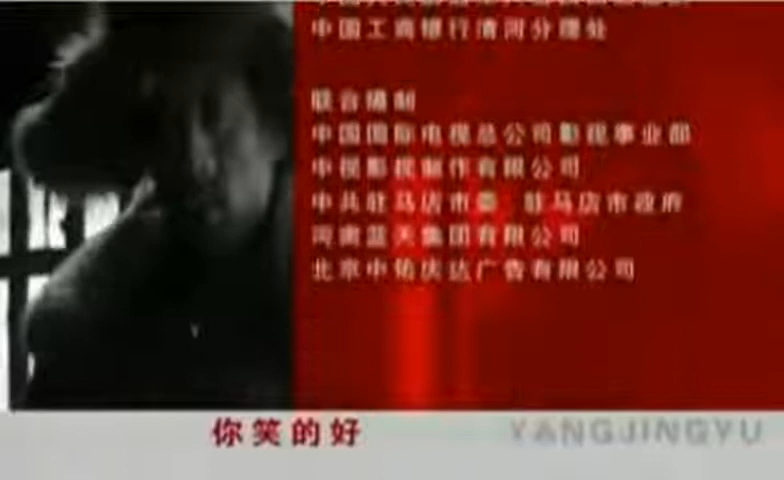 中国工商银行清河分理处
联合摄制
中国国际电视总公司影视事业部
中视影视制作有限公司
中共驻马店市委 驻马店市政府
河南蓝天集团有限公司
北京中铂庆达广告有限公司
你笑的好
YANGJINGYU